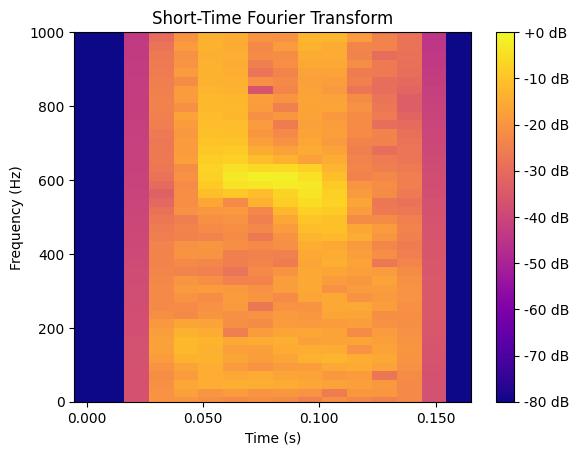 Short-Time Fourier Transform
Frequency (Hz)
1000
800
600
400
200
0
0.000
0.050
0.100
0.150
Time (s)
+0 dB
-10 dB
-20 dB
-30 dB
-40 dB
-50 dB
-60 dB
-70 dB
-80 dB